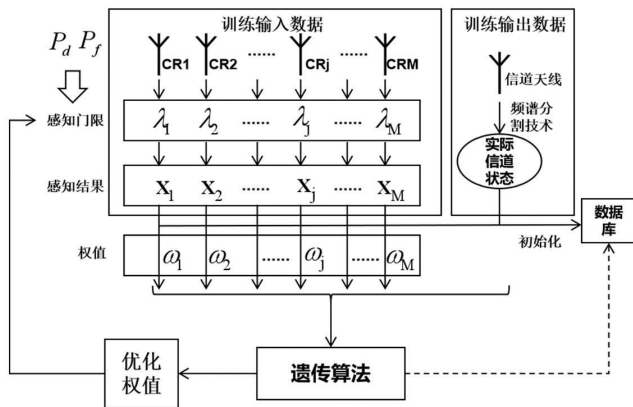 训练输入数据
训练输出数据
P_d P_f
CR1 CR2 …… CRj …… CRM
信道天线
频谱分
割技术
感知门限
λ_1 λ_2 …… λ_j …… λ_M
实际
信道
状态
感知结果
x_1 x_2 …… x_j …… x_M
数据
库
初始化
权值
ω_1 ω_2 …… ω_j …… ω_M
优化
权值
遗传算法